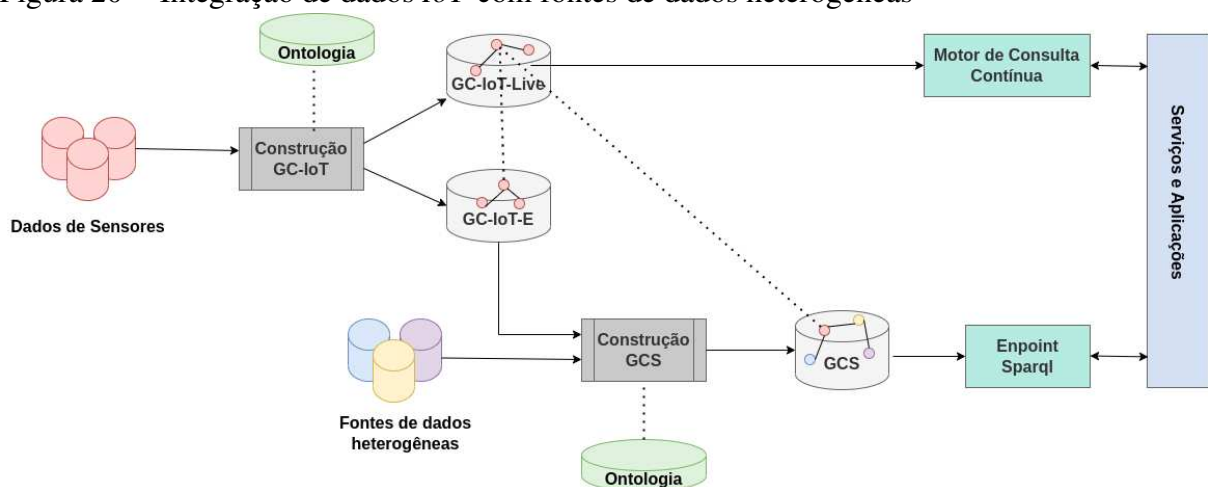 Figura 20 – Integração de dados IoT com fontes de dados heterogêneas
Ontologia
GC-IoT-Live
Motor de Consulta
Contínua
Construção
GC-IoT
Dados de Sensores
GC-IoT-E
Serviços e Aplicações
Construção
GCS
GCS
Enpoint
Sparql
Fontes de dados
heterogêneas
Ontologia